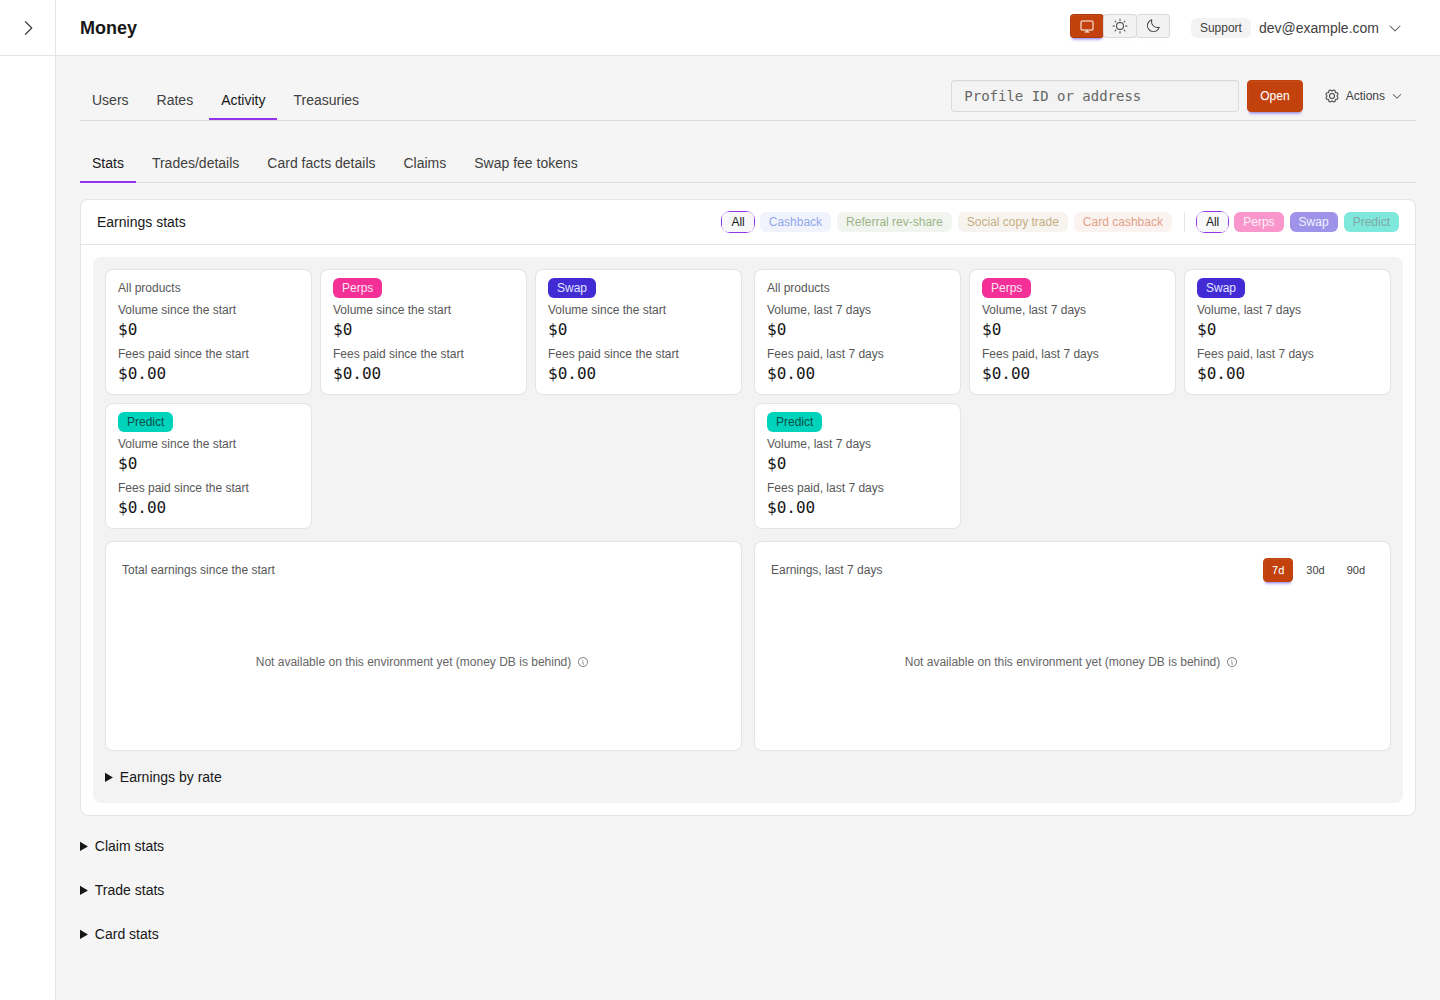 Money
Support dev@example.com
Users Rates Activity Treasuries
Profile ID or address
Open
Actions
Stats Trades/details Card facts details Claims Swap fee tokens
Earnings stats
All Cashback Referral rev-share Social copy trade Card cashback
All Perps Swap Predict
All products
Volume since the start
$0
Fees paid since the start
$0.00
Perps
Volume since the start
$0
Fees paid since the start
$0.00
Swap
Volume since the start
$0
Fees paid since the start
$0.00
Predict
Volume since the start
$0
Fees paid since the start
$0.00
All products
Volume, last 7 days
$0
Fees paid, last 7 days
$0.00
Perps
Volume, last 7 days
$0
Fees paid, last 7 days
$0.00
Swap
Volume, last 7 days
$0
Fees paid, last 7 days
$0.00
Predict
Volume, last 7 days
$0
Fees paid, last 7 days
$0.00
Total earnings since the start
Not available on this environment yet (money DB is behind)
Earnings, last 7 days
7d 30d 90d
Not available on this environment yet (money DB is behind)
Earnings by rate
Claim stats
Trade stats
Card stats